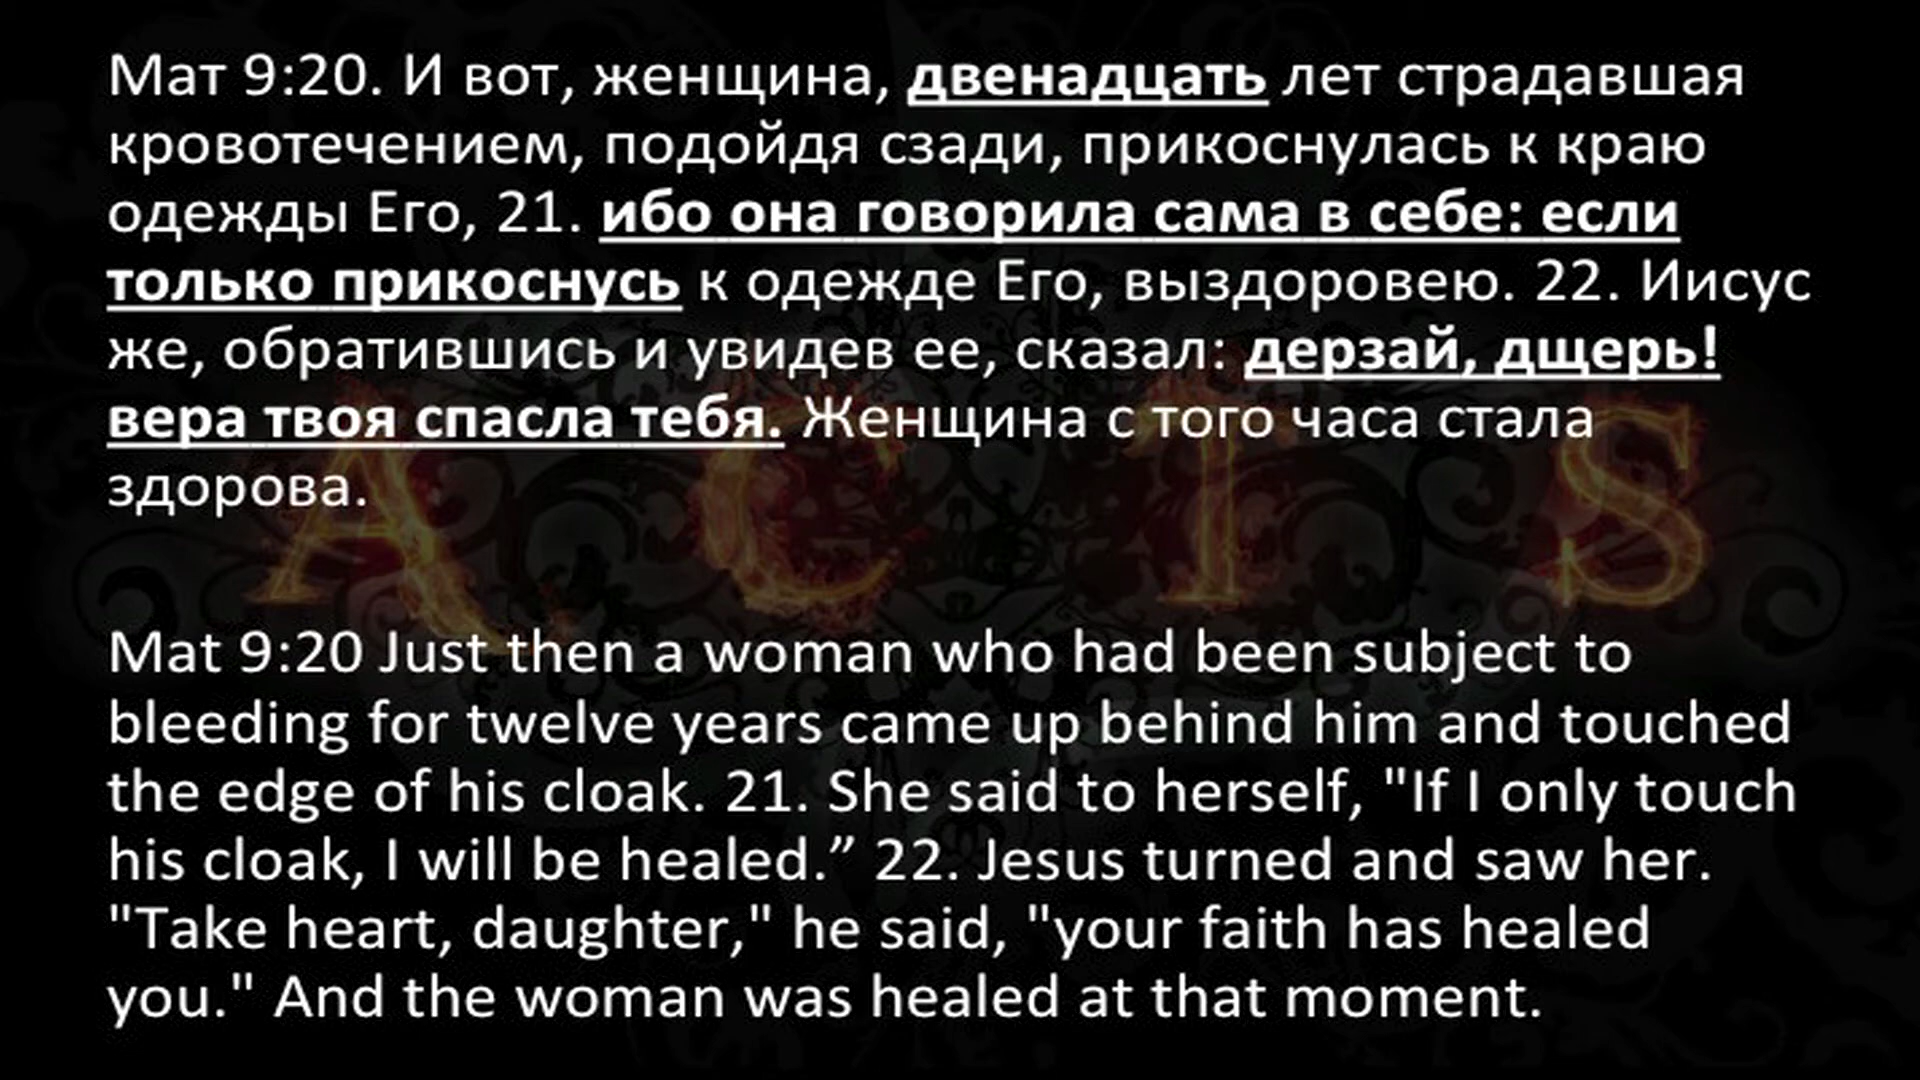 Мат 9:20. И вот, женщина, двенадцать лет страдавшая
кровотечением, подойдя сзади, прикоснулась к краю
одежды Его, 21. ибо она говорила сама в себе: если
только прикоснусь к одежде Его, выздоровею. 22. Иисус
же, обратившись и увидев ее, сказал: дерзай, дщерь!
вера твоя спасла тебя. Женщина с того часа стала
здорова.
A C T S
Mat 9:20 Just then a woman who had been subject to
bleeding for twelve years came up behind him and touched
the edge of his cloak. 21. She said to herself, "If I only touch
his cloak, I will be healed.” 22. Jesus turned and saw her.
"Take heart, daughter," he said, "your faith has healed
you." And the woman was healed at that moment.